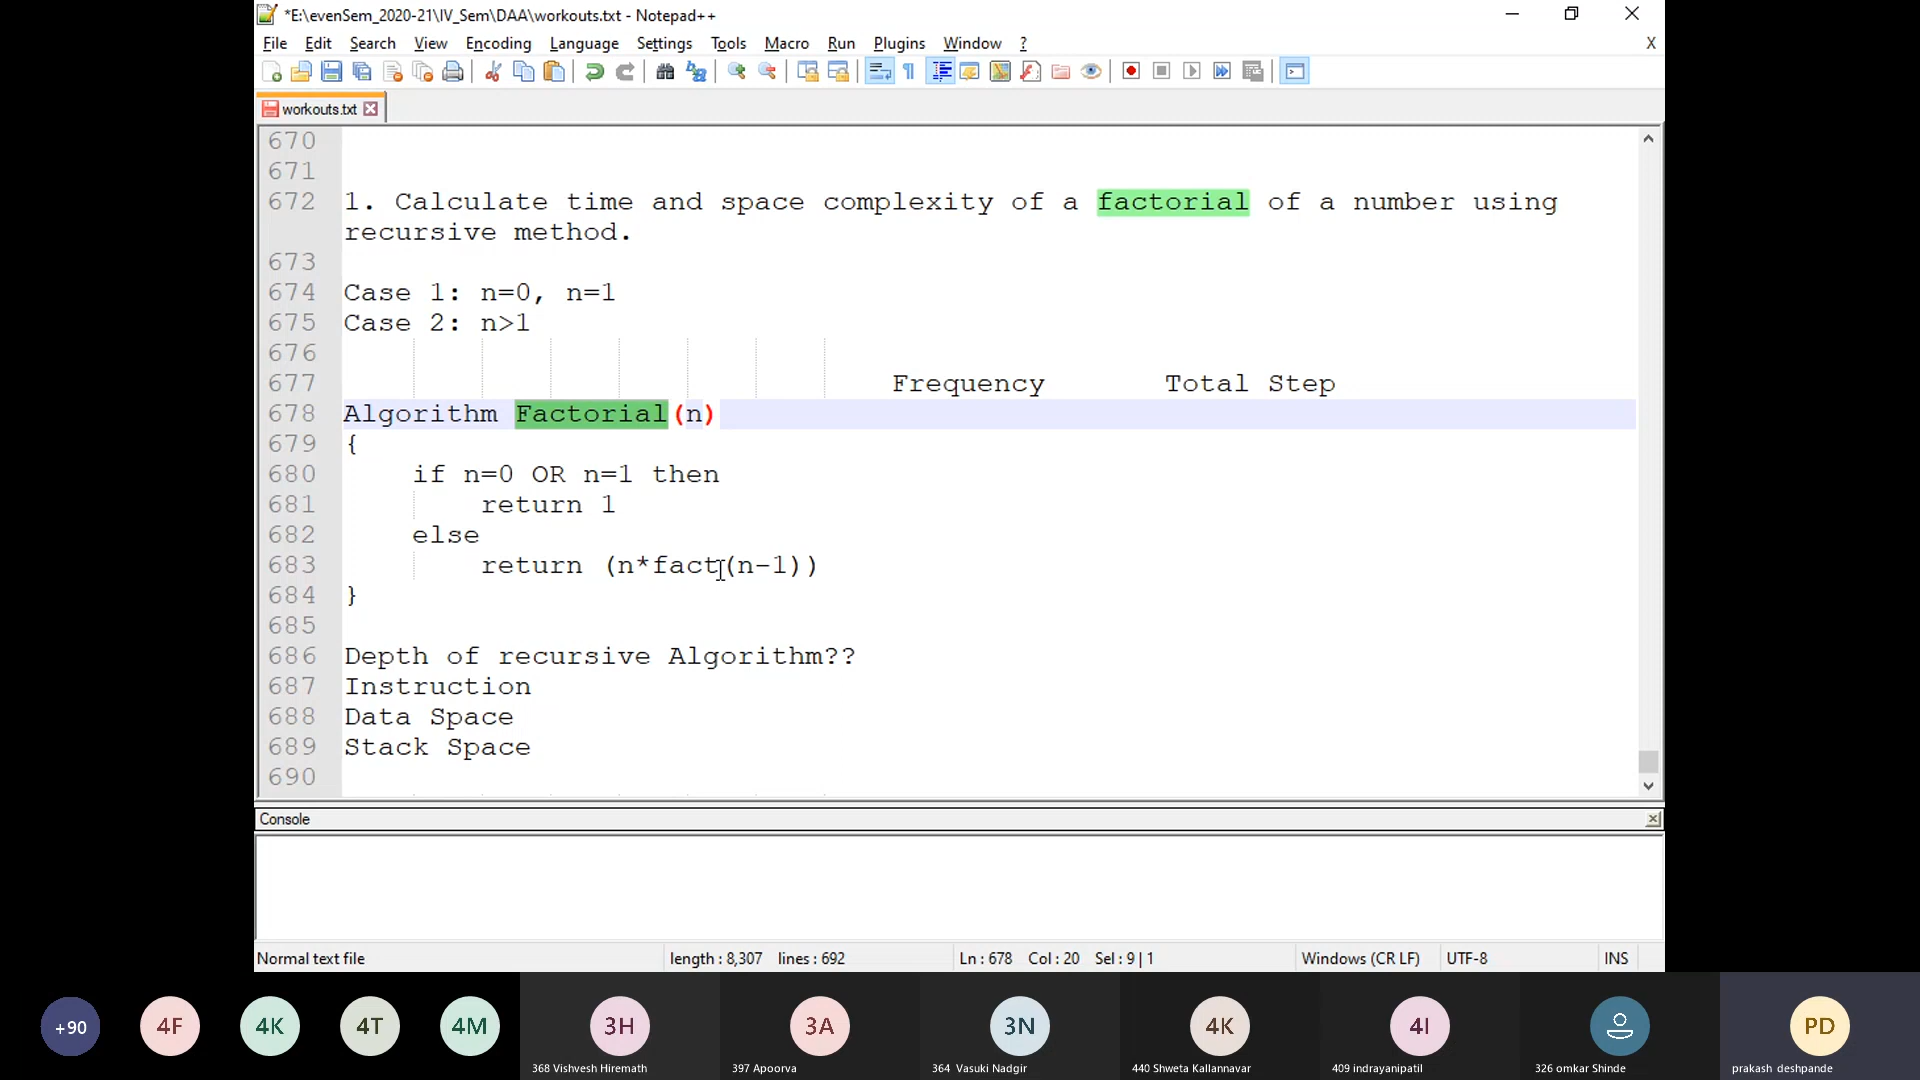 *E:\evenSem_2020-21\IV_Sem\DAA\workouts.txt - Notepad++
File Edit Search View Encoding Language Settings Tools Macro Run Plugins Window ? X
workouts.txt
670
671
672 1. Calculate time and space complexity of a factorial of a number using
recursive method.
673
674 Case 1: n=0, n=1
675 Case 2: n>1
676
677 Frequency Total Step
678 Algorithm Factorial(n)
679 {
680 if n=0 OR n=1 then
681 return 1
682 else
683 return (n*fact(n-1))
684 }
685
686 Depth of recursive Algorithm??
687 Instruction
688 Data Space
689 Stack Space
690
Console
Normal text file length : 8,307 lines : 692 Ln : 678 Col : 20 Sel : 9 | 1 Windows (CR LF) UTF-8 INS
+90 4F 4K 4T 4M 3H 3A 3N 4K 4I PD
368 Vishvesh Hiremath 397 Apoorva 364 Vasuki Nadgir 440 Shweta Kallannavar 409 indrayanipatil 326 omkar Shinde prakash deshpande